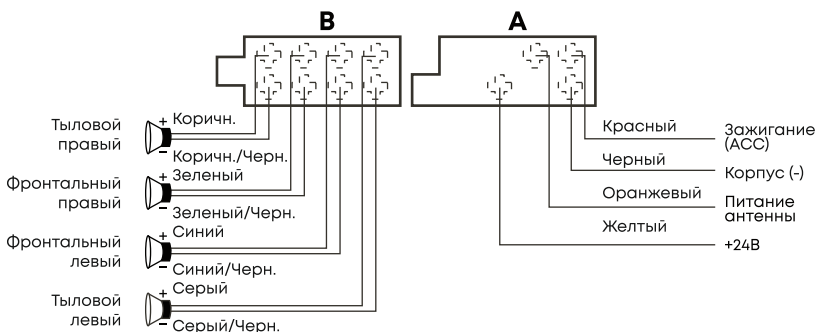 B
A
Тыловой
правый
+
Коричн.
−
Коричн./Черн.
Фронтальный
правый
+
Зеленый
−
Зеленый/Черн.
Фронтальный
левый
+
Синий
−
Синий/Черн.
Тыловой
левый
+
Серый
−
Серый/Черн.
Красный
Зажигание
(ACC)
Черный
Корпус (-)
Оранжевый
Питание
антенны
Желтый
+24В